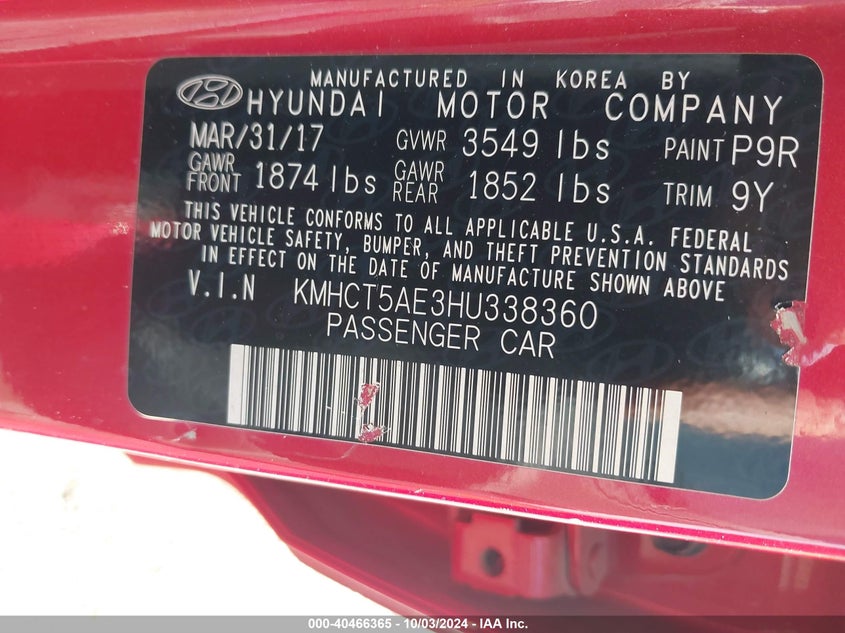 MANUFACTURED IN KOREA BY
HYUNDAI MOTOR COMPANY
MAR/31/17 GVWR 3549 lbs PAINT P9R
GAWR FRONT 1874 lbs GAWR REAR 1852 lbs TRIM 9Y
THIS VEHICLE CONFORMS TO ALL APPLICABLE U.S.A. FEDERAL
MOTOR VEHICLE SAFETY, BUMPER, AND THEFT PREVENTION STANDARDS
IN EFFECT ON THE DATE OF MANUFACTURE SHOWN ABOVE
V.I.N KMHCT5AE3HU338360
PASSENGER CAR
000-40466365 - 10/03/2024 - IAA Inc.